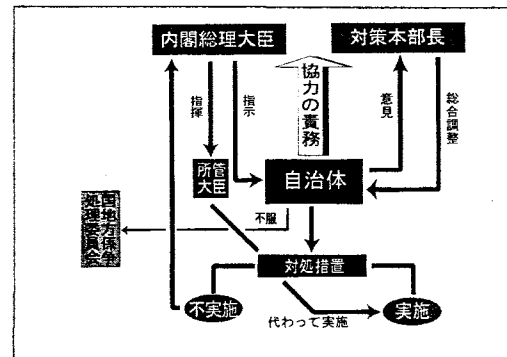 内閣総理大臣
対策本部長
協力の責務
指揮
指示
意見
総合調整
所管
大臣
自治体
国地方係争
処理委員会
不服
対処措置
不実施
実施
代わって実施